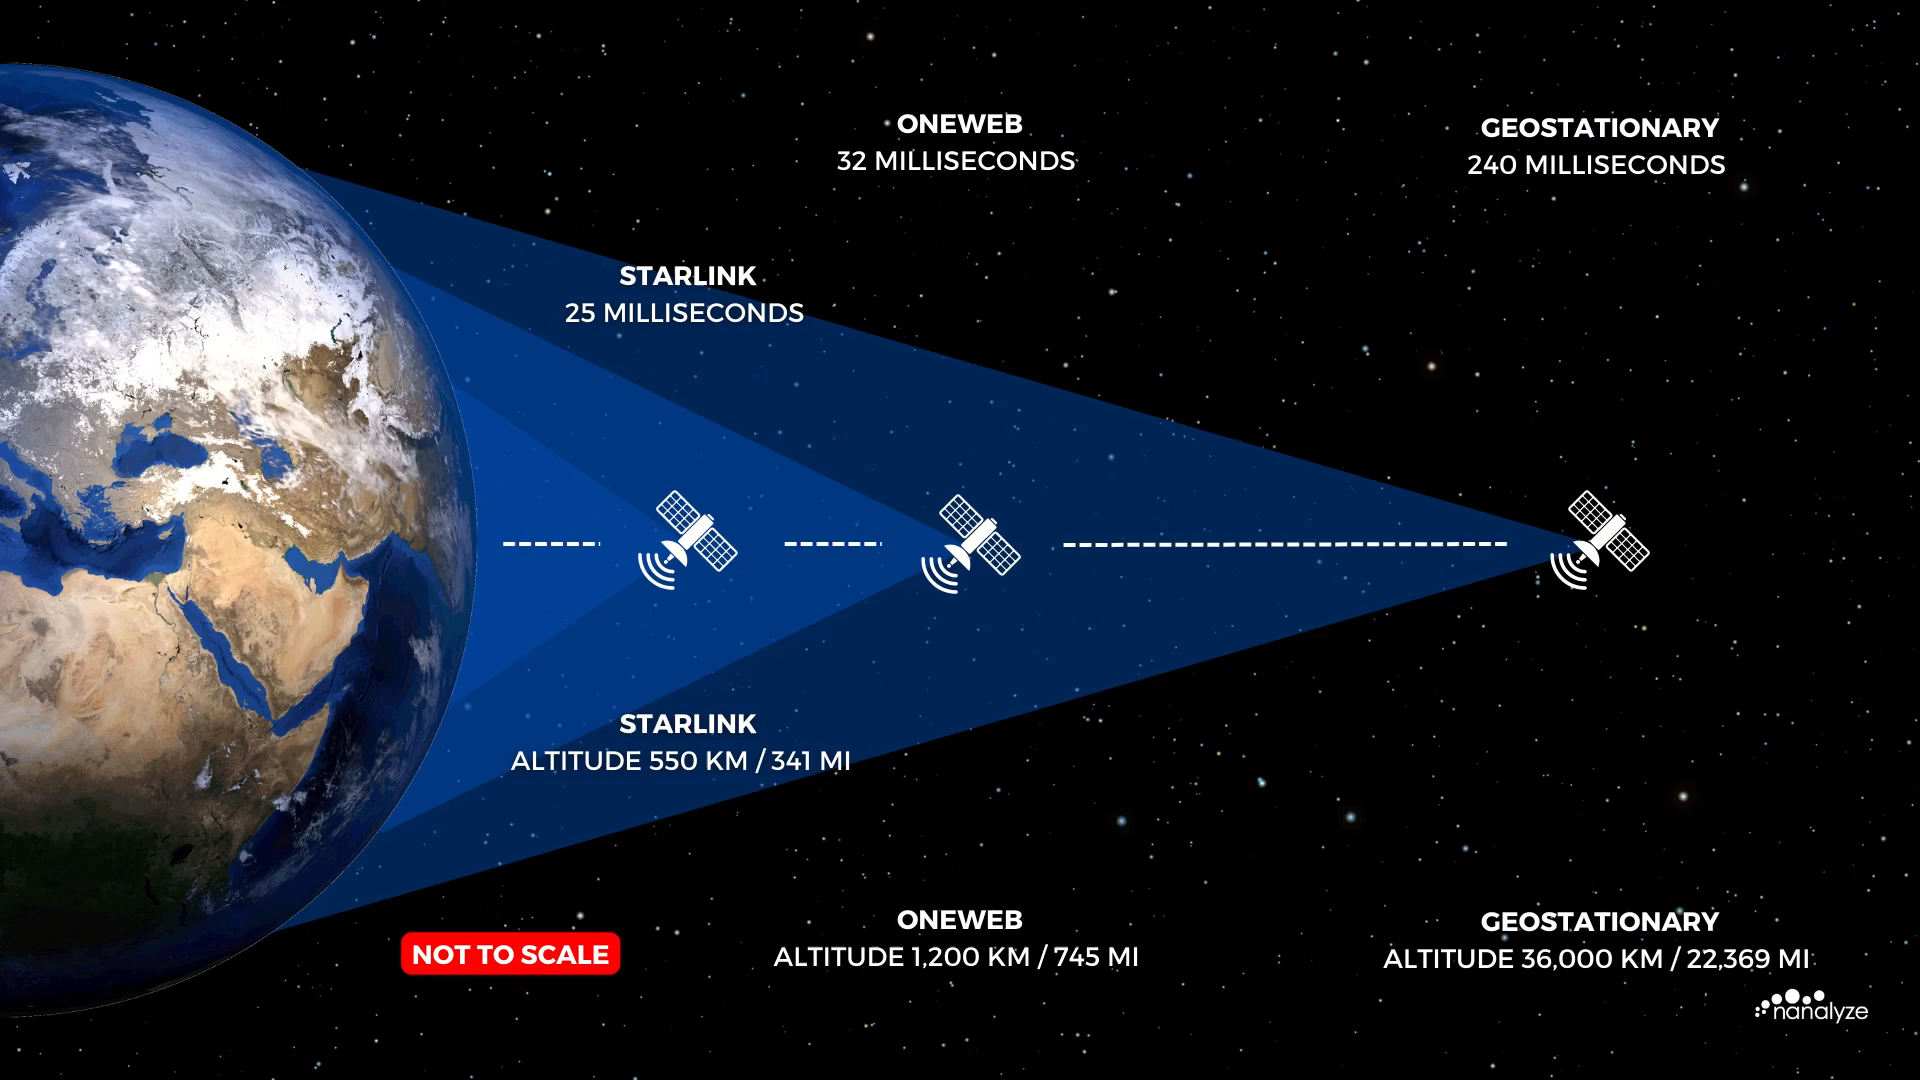 ONEWEB
32 MILLISECONDS
GEOSTATIONARY
240 MILLISECONDS
STARLINK
25 MILLISECONDS
STARLINK
ALTITUDE 550 KM / 341 MI
NOT TO SCALE
ONEWEB
ALTITUDE 1,200 KM / 745 MI
GEOSTATIONARY
ALTITUDE 36,000 KM / 22,369 MI
nanalyze